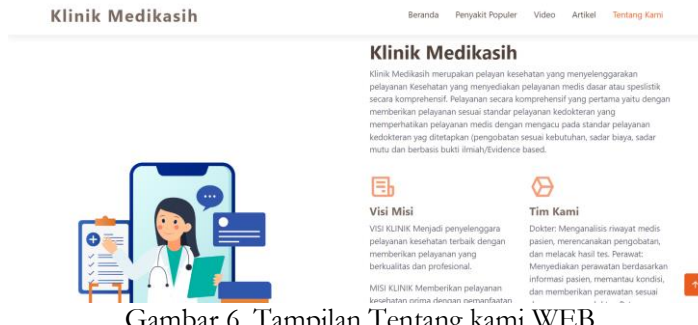 Klinik Medikasih
Beranda Penyakit Populer Video Artikel Tentang Kami
Klinik Medikasih
Klinik Medikasih merupakan pelayan kesehatan yang menyelenggarakan
pelayanan Kesehatan yang menyediakan pelayanan medis dasar atau spesilistik
secara komprehensif. Pelayanan secara komprehensif yang pertama yaitu dengan
memberikan pelayanan sesuai standar pelayanan kedokteran yang
memperhatikan pelayanan medis dengan mengacu pada standar pelayanan
kedokteran yag ditetapkan (pengobatan sesuai kebutuhan, sadar biaya, sadar
mutu dan berbasis bukti ilmiah/Evidence based.
Visi Misi
VISI KLINIK Menjadi penyelenggara
pelayanan kesehatan terbaik dengan
memberikan pelayanan yang
berkualitas dan profesional.
MISI KLINIK Memberikan pelayanan
kesehatan prima dengan pemanfaatan
Tim Kami
Dokter: Menganalisis riwayat medis
pasien, merencanakan pengobatan,
dan melacak hasil tes. Perawat:
Menyediakan perawatan berdasarkan
informasi pasien, memantau kondisi,
dan memberikan perawatan sesuai
Gambar 6. Tampilan Tentang kami WEB